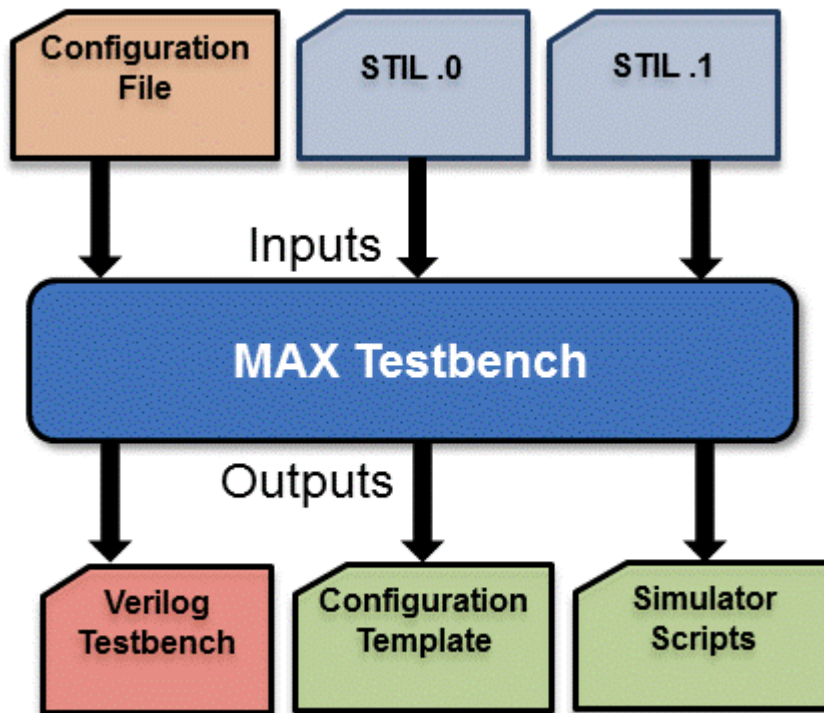 Configuration
File
STIL .0
STIL .1
Inputs
MAX Testbench
Outputs
Verilog
Testbench
Configuration
Template
Simulator
Scripts